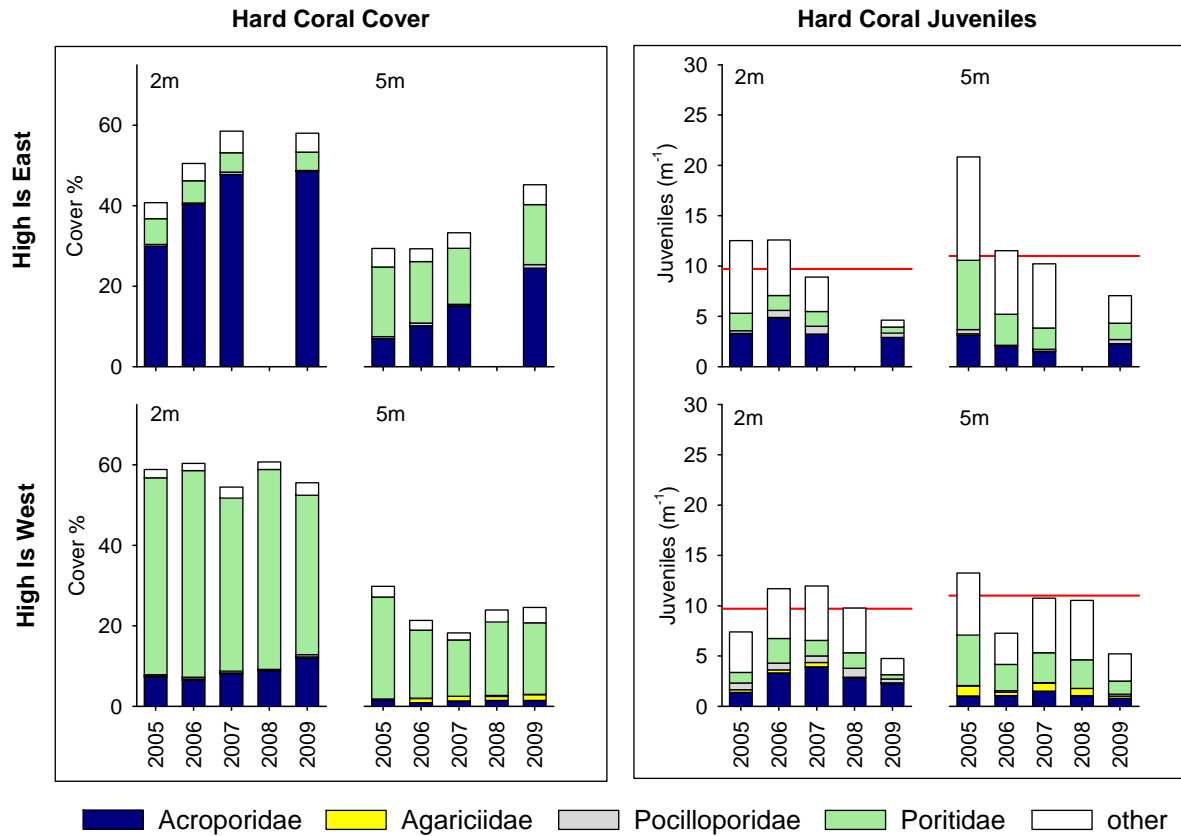 Hard Coral Cover
Hard Coral Juveniles
High Is East
Cover %
2m
5m
60
40
20
0
Juveniles (m⁻¹)
2m
5m
30
25
20
15
10
5
0
High Is West
Cover %
2m
5m
60
40
20
0
2005
2006
2007
2008
2009
2005
2006
2007
2008
2009
Juveniles (m⁻¹)
2m
5m
30
25
20
15
10
5
0
2005
2006
2007
2008
2009
2005
2006
2007
2008
2009
Acroporidae
Agariciidae
Pocilloporidae
Poritidae
other